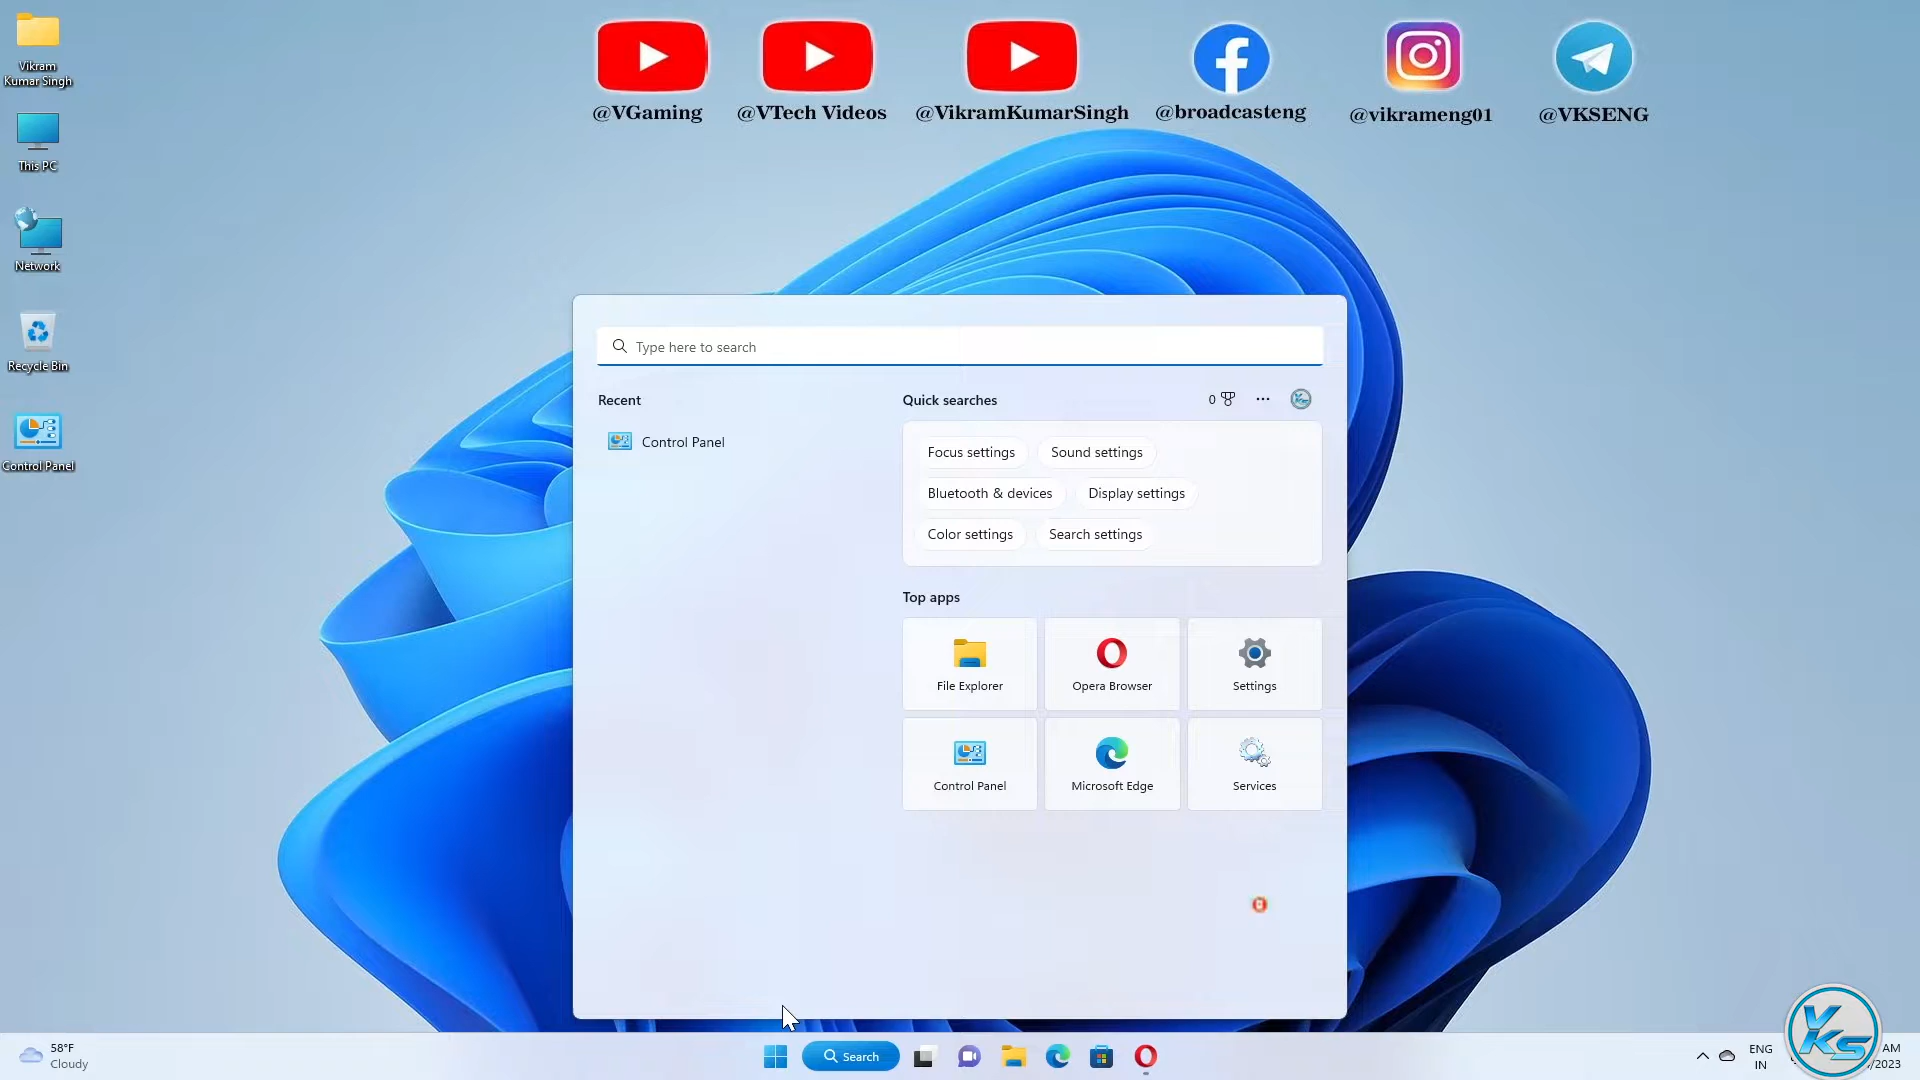 @VGaming
@VTech Videos
@VikramKumarSingh
@broadcasteng
@vikrameng01
@VKSENG
Vikram
Kumar Singh
This PC
Network
Recycle Bin
Control Panel
Type here to search
Recent
Control Panel
Quick searches
0
Focus settings
Sound settings
Bluetooth & devices
Display settings
Color settings
Search settings
Top apps
File Explorer
Opera Browser
Settings
Control Panel
Microsoft Edge
Services
58°F
Cloudy
Search
ENG
IN
VKS
AM
/2023